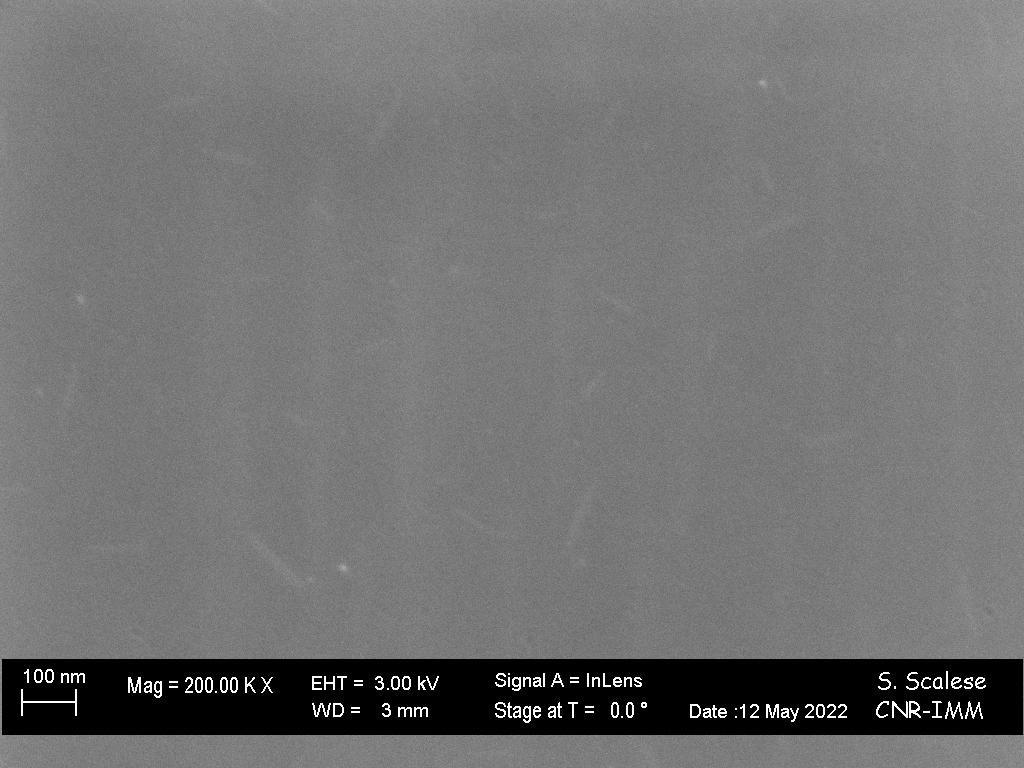 100 nm
Mag = 200.00 K X
EHT = 3.00 kV
WD = 3 mm
Signal A = InLens
Stage at T = 0.0 °
Date :12 May 2022
S. Scalese
CNR-IMM